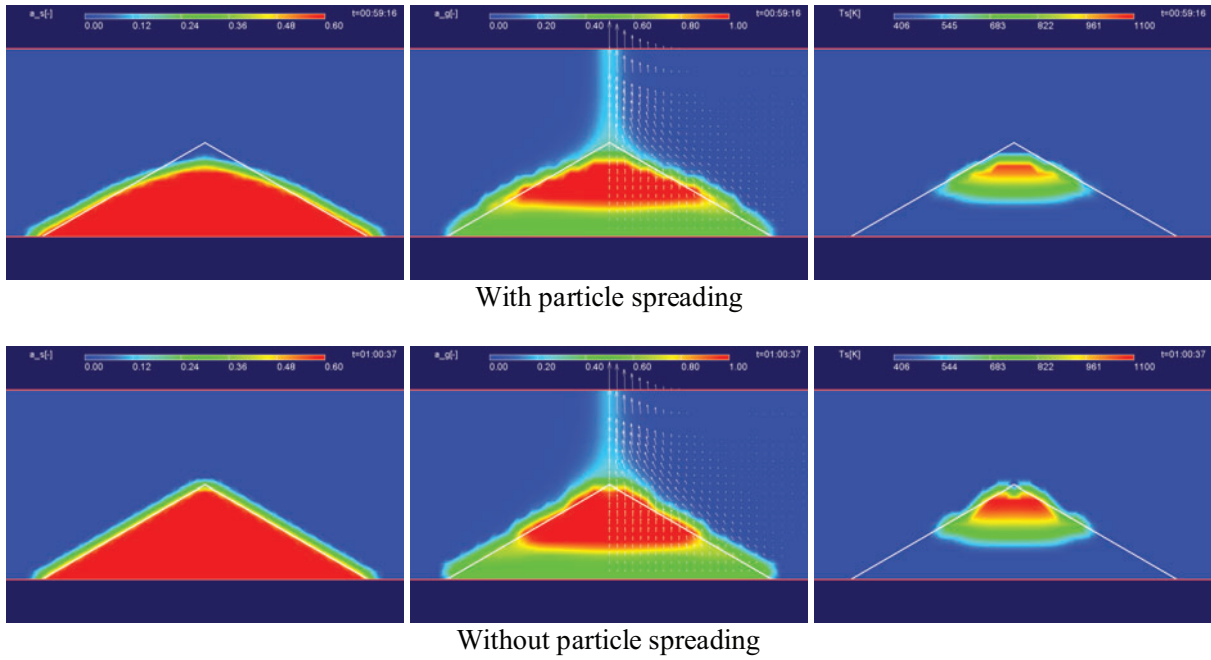 a_s[-] t=00:59:16
0.00 0.12 0.24 0.36 0.48 0.60
a_g[-] t=00:59:16
0.00 0.20 0.40 0.60 0.80 1.00
Ts[K] t=00:59:16
406 545 683 822 961 1100
With particle spreading
a_s[-] t=01:00:37
0.00 0.12 0.24 0.36 0.48 0.60
a_g[-] t=01:00:37
0.00 0.20 0.40 0.60 0.80 1.00
Ts[K] t=01:00:37
406 544 683 822 961 1100
Without particle spreading